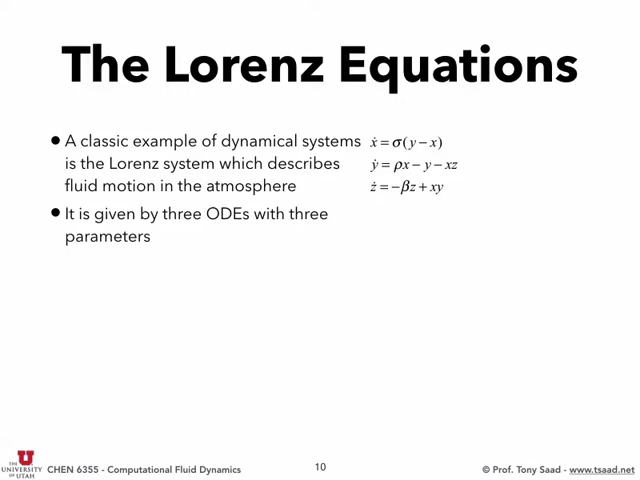 The Lorenz Equations
• A classic example of dynamical systems
is the Lorenz system which describes
fluid motion in the atmosphere
• It is given by three ODEs with three
parameters
ẋ = σ(y − x)
ẏ = ρx − y − xz
ż = −βz + xy
U
THE
UNIVERSITY
OF UTAH
CHEN 6355 - Computational Fluid Dynamics
10
© Prof. Tony Saad - www.tsaad.net